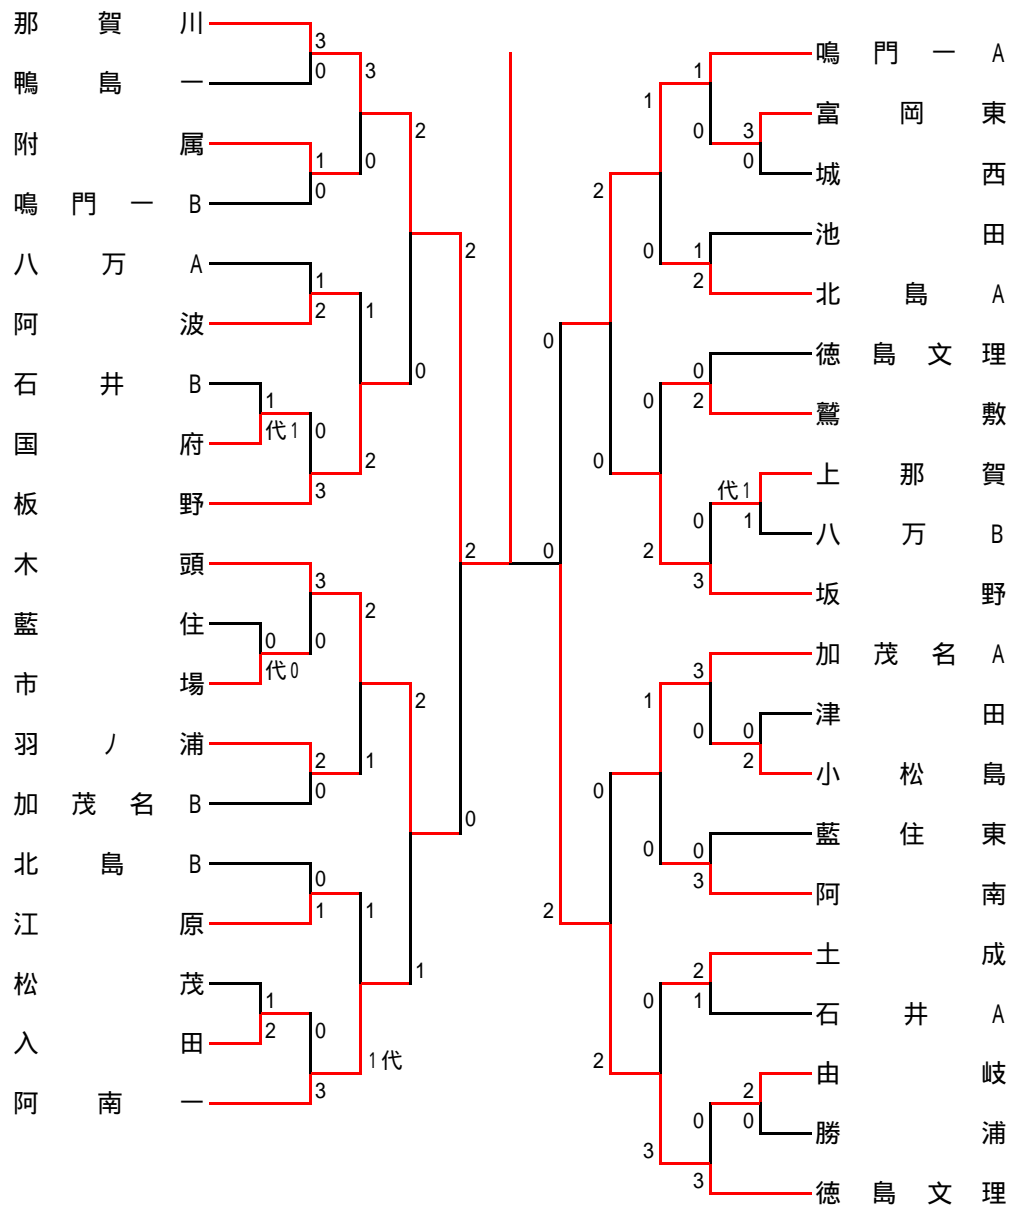 那賀川
3
鴨島一
0
3
附属
1
0
2
鳴門一B
0
八万A
1
2
阿波
2
1
石井B
1
0
国府
代1
0
板野
3
2
木頭
3
2
0
藍住
0
0
2
市場
代0
羽ノ浦
2
1
2
加茂名B
0
北島B
0
0
江原
1
1
松茂
1
1
入田
2
0
1代
阿南一
3
鳴門一A
1
1
富岡東
3
0
城西
0
2
池田
1
0
北島A
2
0
徳島文理
0
0
鷲敷
2
0
上那賀
代1
0
八万B
1
2
坂野
3
0
加茂名A
3
1
津田
0
0
小松島
2
0
藍住東
0
0
阿南
3
2
土成
2
0
石井A
1
2
由岐
2
0
勝浦
0
3
徳島文理
3